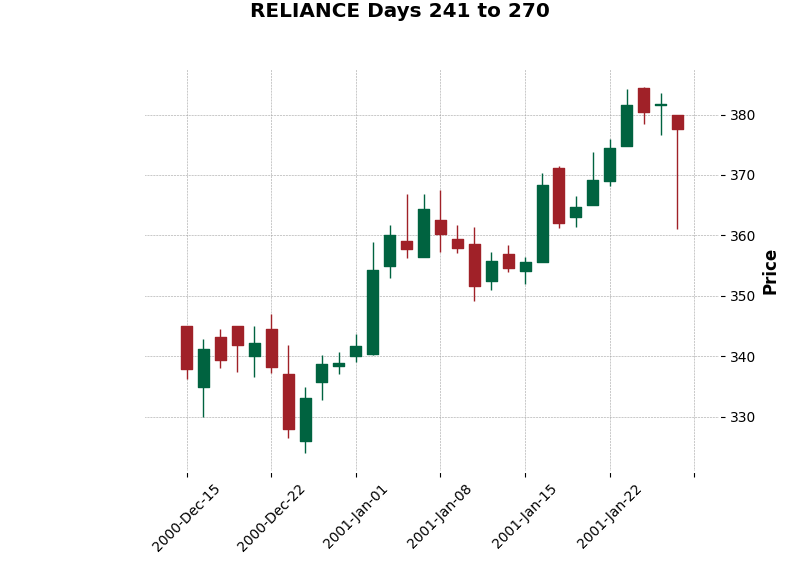 RELIANCE Days 241 to 270
380
370
360
350
340
330
Price
2000-Dec-15
2000-Dec-22
2001-Jan-01
2001-Jan-08
2001-Jan-15
2001-Jan-22